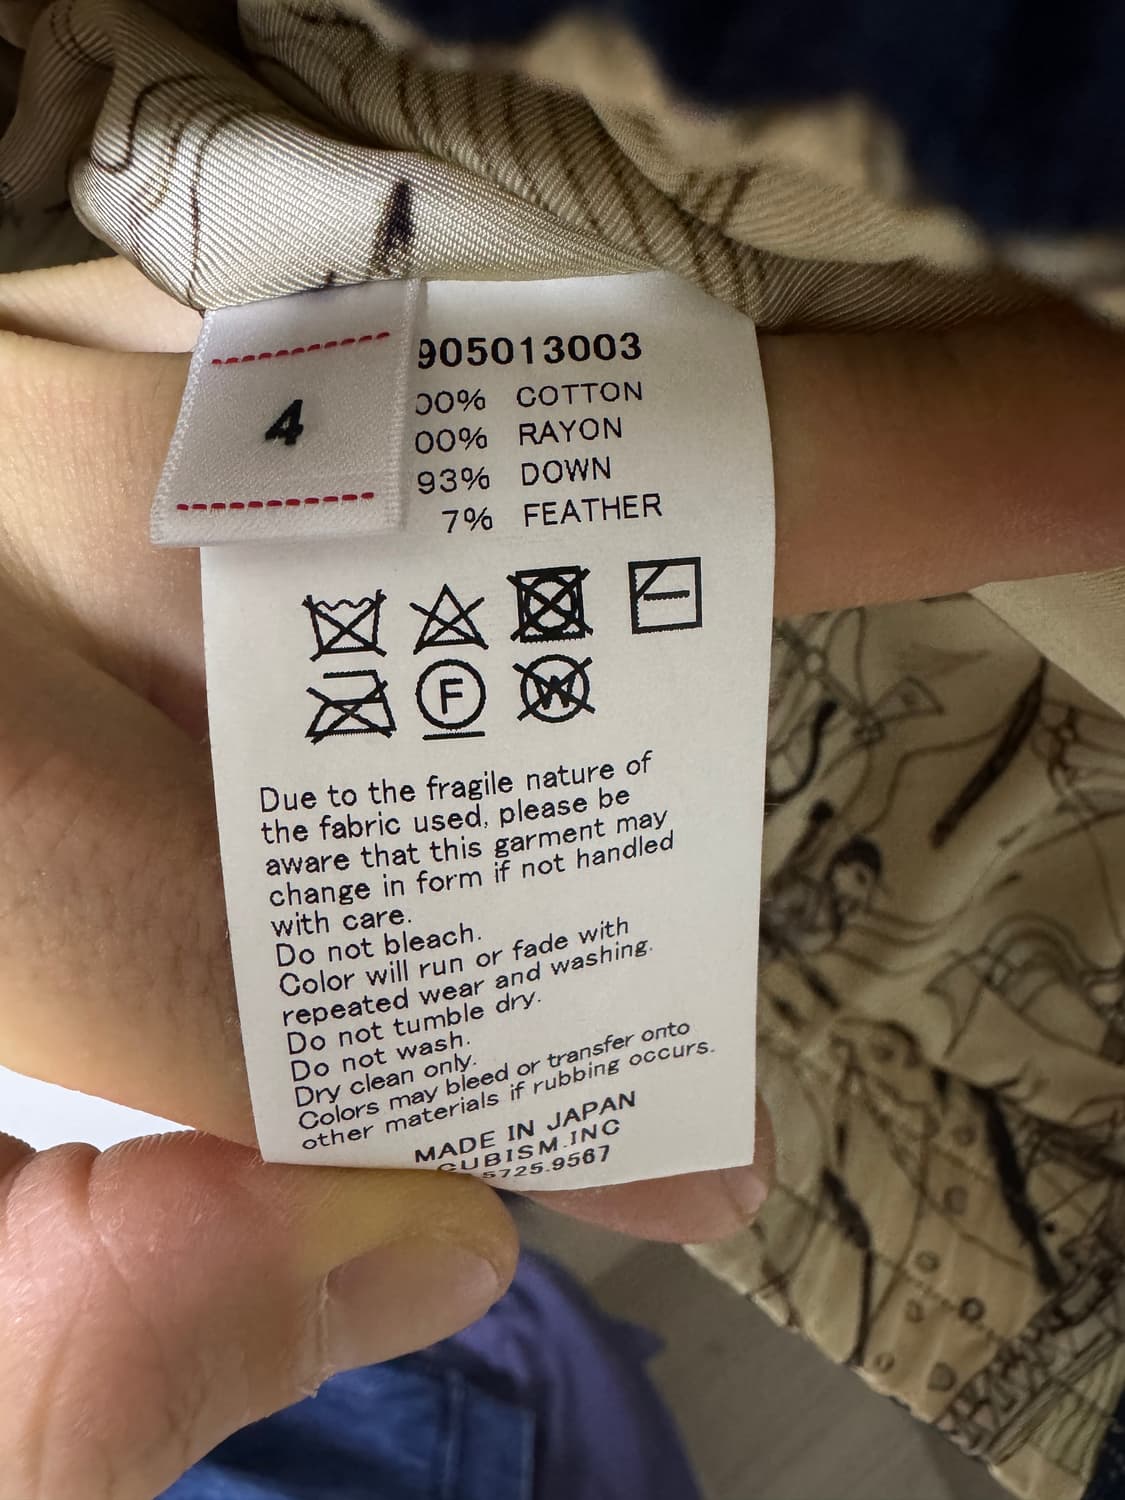 4
905013003
00% COTTON
00% RAYON
93% DOWN
7% FEATHER
F
W
Due to the fragile nature of
the fabric used, please be
aware that this garment may
change in form if not handled
with care.
Do not bleach.
Color will run or fade with
repeated wear and washing.
Do not tumble dry.
Do not wash.
Dry clean only.
Colors may bleed or transfer onto
other materials if rubbing occurs.
MADE IN JAPAN
CUBISM.INC
5725.9567